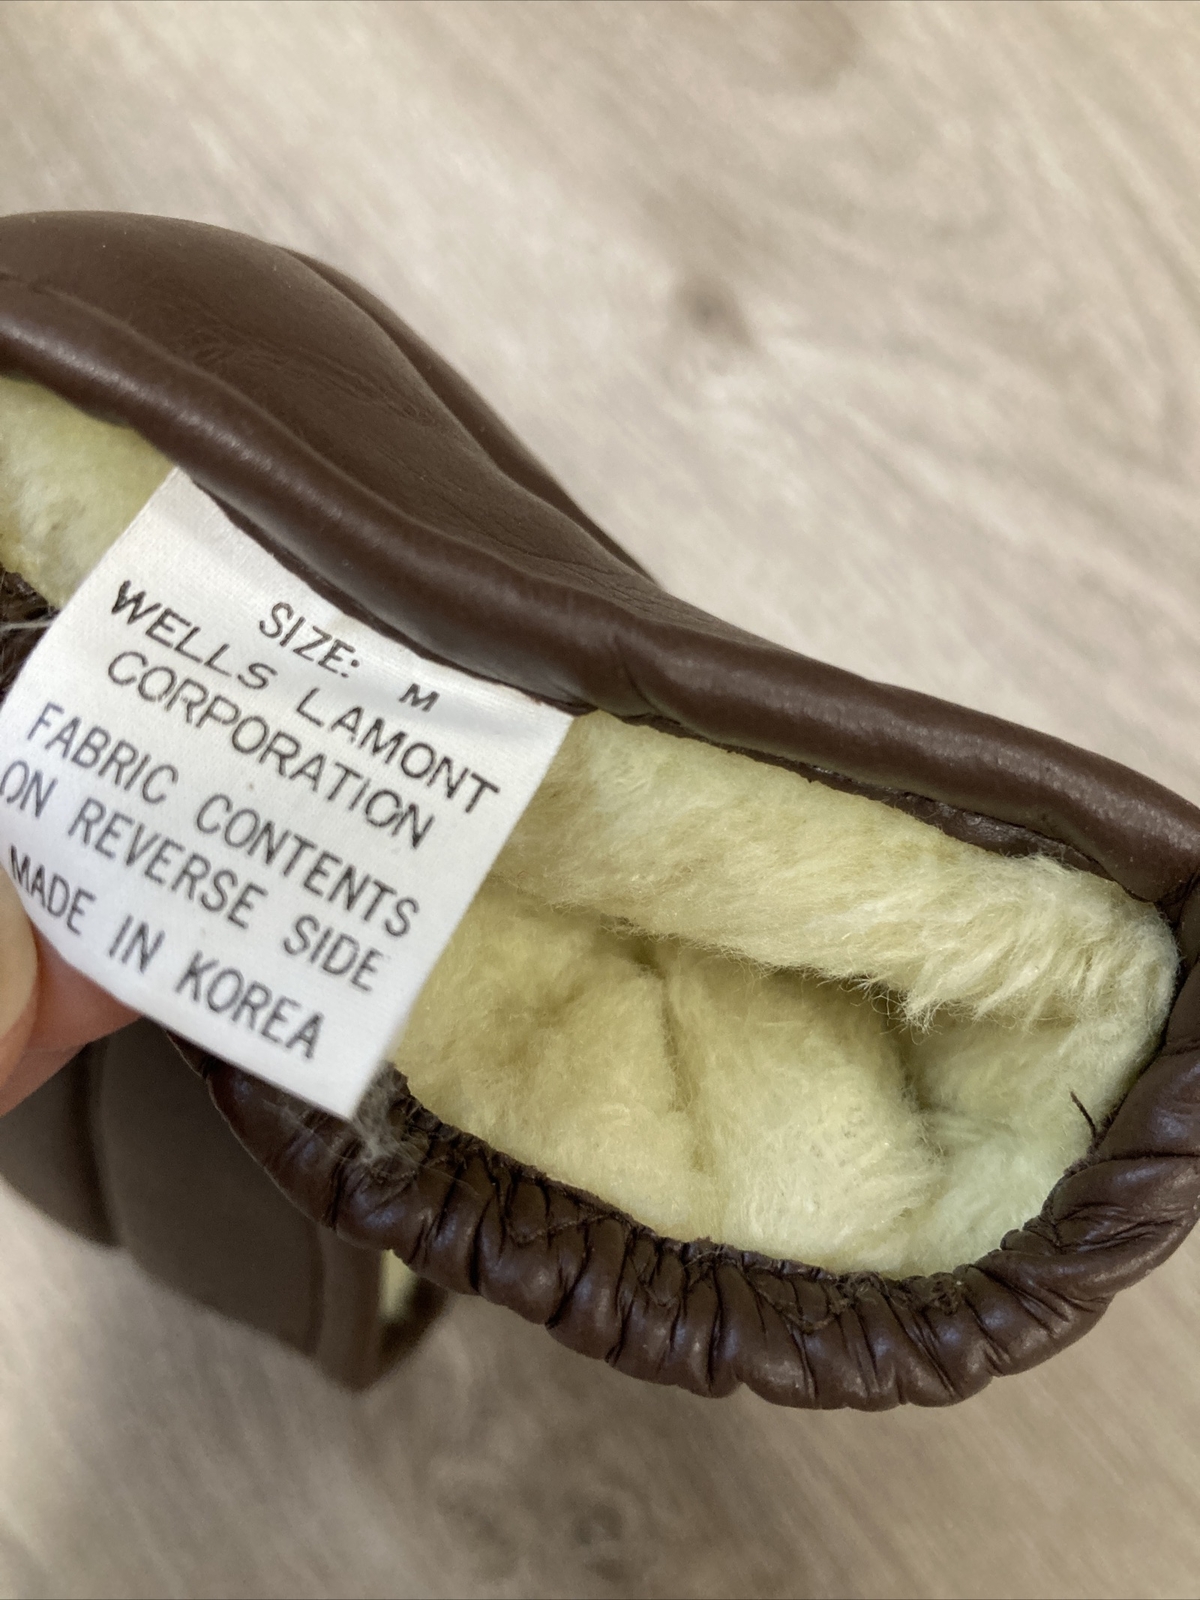 SIZE: M
WELLS LAMONT
CORPORATION
FABRIC CONTENTS
ON REVERSE SIDE
MADE IN KOREA